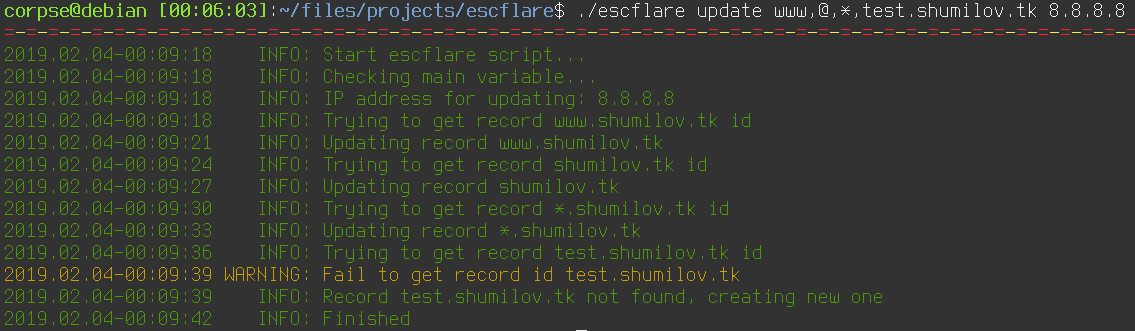 corpse@debian [00:06:03]:~/files/projects/escflare$ ./escflare update www,@,*,test.shumilov.tk 8.8.8.8
=-=-=-=-=-=-=-=-=-=-=-=-=-=-=-=-=-=-=-=-=-=-=-=-=-=-=-=-=-=-=-=-=-=-=-=-=-=-=-=-=-=-=-=-=-=-=-=-=-=-=-=
2019.02.04-00:09:18    INFO: Start escflare script...
2019.02.04-00:09:18    INFO: Checking main variable...
2019.02.04-00:09:18    INFO: IP address for updating: 8.8.8.8
2019.02.04-00:09:18    INFO: Trying to get record www.shumilov.tk id
2019.02.04-00:09:21    INFO: Updating record www.shumilov.tk
2019.02.04-00:09:24    INFO: Trying to get record shumilov.tk id
2019.02.04-00:09:27    INFO: Updating record shumilov.tk
2019.02.04-00:09:30    INFO: Trying to get record *.shumilov.tk id
2019.02.04-00:09:33    INFO: Updating record *.shumilov.tk
2019.02.04-00:09:36    INFO: Trying to get record test.shumilov.tk id
2019.02.04-00:09:39 WARNING: Fail to get record id test.shumilov.tk
2019.02.04-00:09:39    INFO: Record test.shumilov.tk not found, creating new one
2019.02.04-00:09:42    INFO: Finished